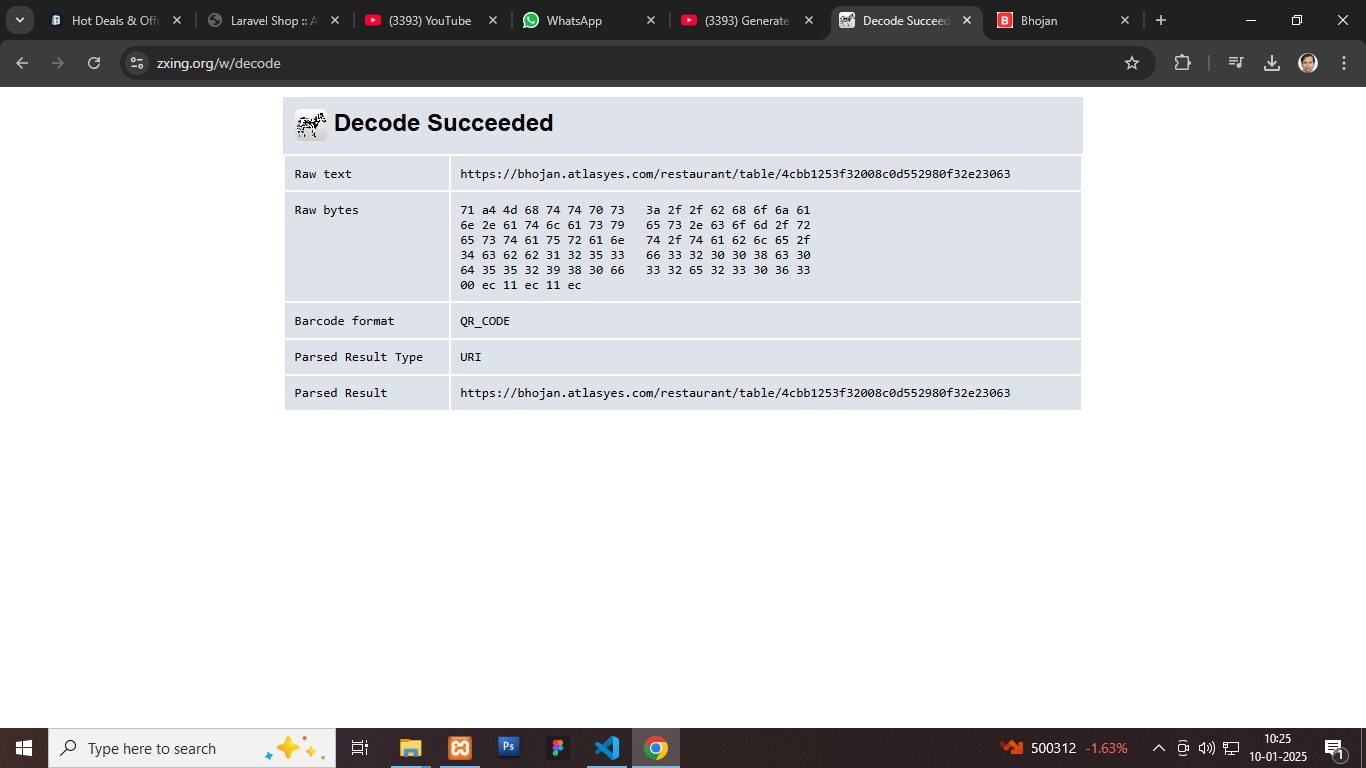 Hot Deals & Offe
Laravel Shop :: A
(3393) YouTube
WhatsApp
(3393) Generate
Decode Succeed
Bhojan
zxing.org/w/decode
Decode Succeeded
Raw text https://bhojan.atlasyes.com/restaurant/table/4cbb1253f32008c0d552980f32e23063
Raw bytes 71 a4 4d 68 74 74 70 73 3a 2f 2f 62 68 6f 6a 61
6e 2e 61 74 6c 61 73 79 65 73 2e 63 6f 6d 2f 72
65 73 74 61 75 72 61 6e 74 2f 74 61 62 6c 65 2f
34 63 62 62 31 32 35 33 66 33 32 30 30 38 63 30
64 35 35 32 39 38 30 66 33 32 65 32 33 30 36 33
00 ec 11 ec 11 ec
Barcode format QR_CODE
Parsed Result Type URI
Parsed Result https://bhojan.atlasyes.com/restaurant/table/4cbb1253f32008c0d552980f32e23063
Type here to search
Ps
500312 -1.63%
10:25
10-01-2025
1